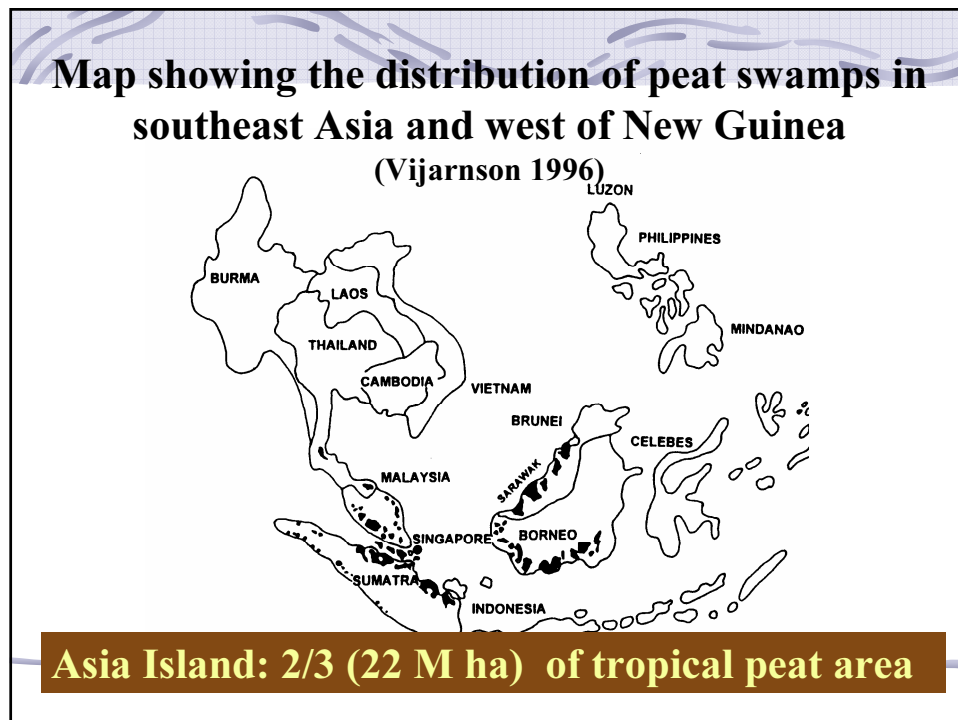 Map showing the distribution of peat swamps in
southeast Asia and west of New Guinea
(Vijarnson 1996)
LUZON
PHILIPPINES
BURMA
LAOS
MINDANAO
THAILAND
CAMBODIA
VIETNAM
BRUNEI
CELEBES
MALAYSIA
SARAWAK
SINGAPORE
BORNEO
SUMATRA
INDONESIA
Asia Island: 2/3 (22 M ha) of tropical peat area